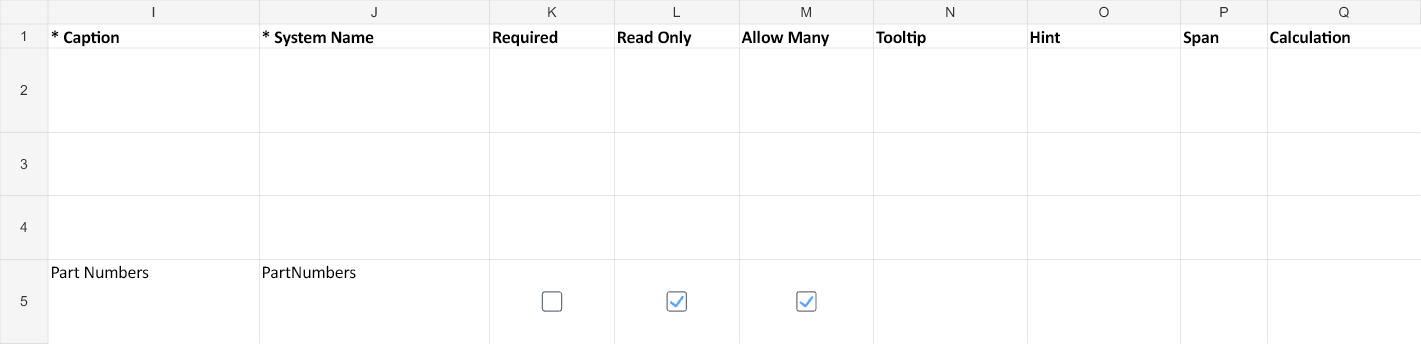 I J K L M N O P Q
1 * Caption * System Name Required Read Only Allow Many Tooltip Hint Span Calculation
2
3
4
5 Part Numbers PartNumbers